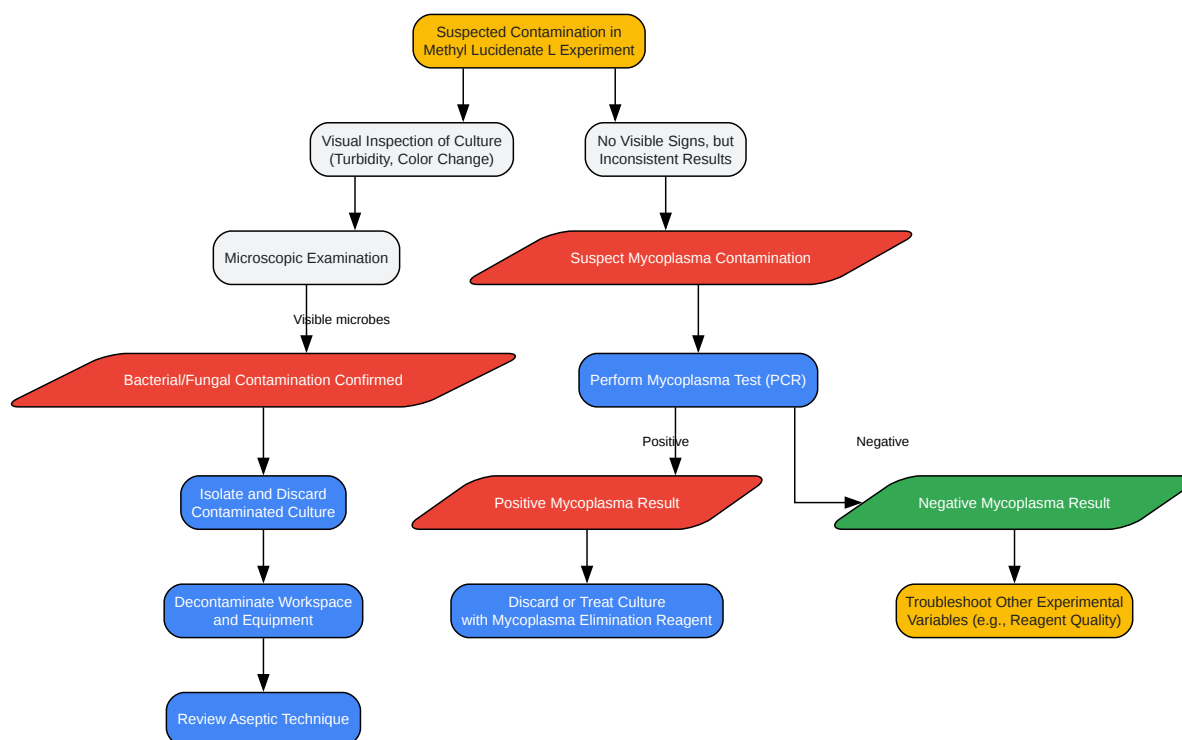 Suspected Contamination in
Methyl Lucidenate L Experiment
Visual Inspection of Culture
(Turbidity, Color Change)
No Visible Signs, but
Inconsistent Results
Microscopic Examination
Suspect Mycoplasma Contamination
Visible microbes
Bacterial/Fungal Contamination Confirmed
Perform Mycoplasma Test (PCR)
Positive
Negative
Isolate and Discard
Contaminated Culture
Positive Mycoplasma Result
Negative Mycoplasma Result
Decontaminate Workspace
and Equipment
Discard or Treat Culture
with Mycoplasma Elimination Reagent
Troubleshoot Other Experimental
Variables (e.g., Reagent Quality)
Review Aseptic Technique